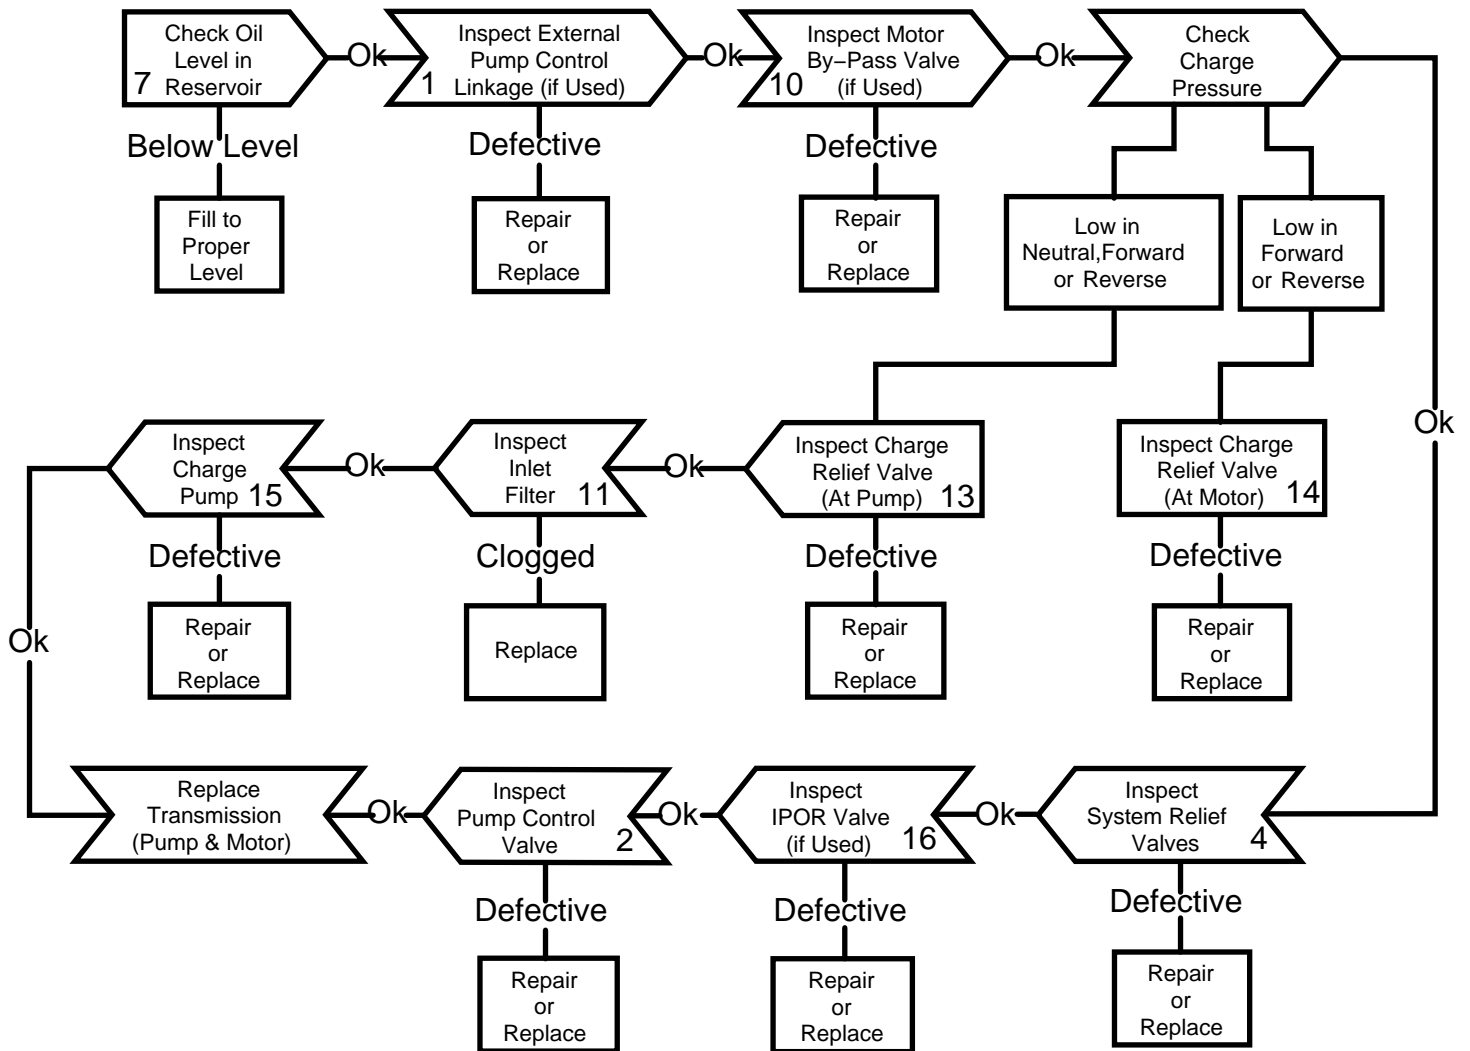 Check Oil
Level in
Reservoir
7
Ok
Inspect External
Pump Control
Linkage (if Used)
1
Ok
Inspect Motor
By–Pass Valve
(if Used)
10
Ok
Check
Charge
Pressure
Below Level
Defective
Defective
Fill to
Proper
Level
Repair
or
Replace
Repair
or
Replace
Low in
Neutral,Forward
or Reverse
Low in
Forward
or Reverse
Ok
Inspect
Charge
Pump
15
Ok
Inspect
Inlet
Filter
11
Ok
Inspect Charge
Relief Valve
(At Pump)
13
Inspect Charge
Relief Valve
(At Motor)
14
Defective
Clogged
Defective
Defective
Ok
Repair
or
Replace
Replace
Repair
or
Replace
Repair
or
Replace
Replace
Transmission
(Pump & Motor)
Ok
Inspect
Pump Control
Valve
2
Ok
Inspect
IPOR Valve
(if Used)
16
Ok
Inspect
System Relief
Valves
4
Defective
Defective
Defective
Repair
or
Replace
Repair
or
Replace
Repair
or
Replace